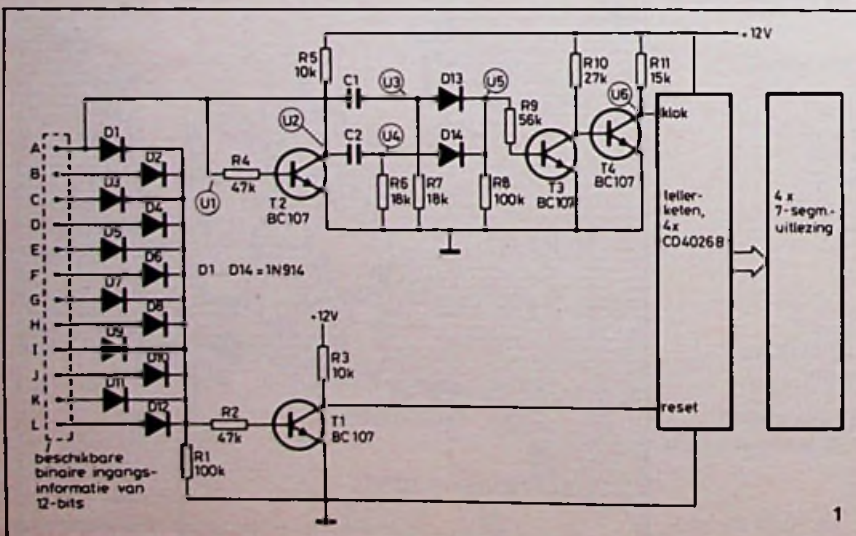 +12V
R5
10k
R10
27k
R11
15k
C1
U3
D13
U5
R9
56k
U6
klok
U2
C2
U4
D14
A
D1
B
D2
C
D3
D
D4
E
D5
F
D6
G
D7
H
D8
I
D9
J
D10
K
D11
L
D12
R4
47k
U1
T2
BC107
R6
18k
R7
18k
R8
100k
T3
BC107
T4
BC107
D1 D14 = 1N914
teller-
keten,
4x
CD4026B
4 x
7-segm.-
uitlezing
+12V
R3
10k
R2
47k
T1
BC107
reset
R1
100k
beschikbare
binaire ingangs-
informatie van
12-bits
1